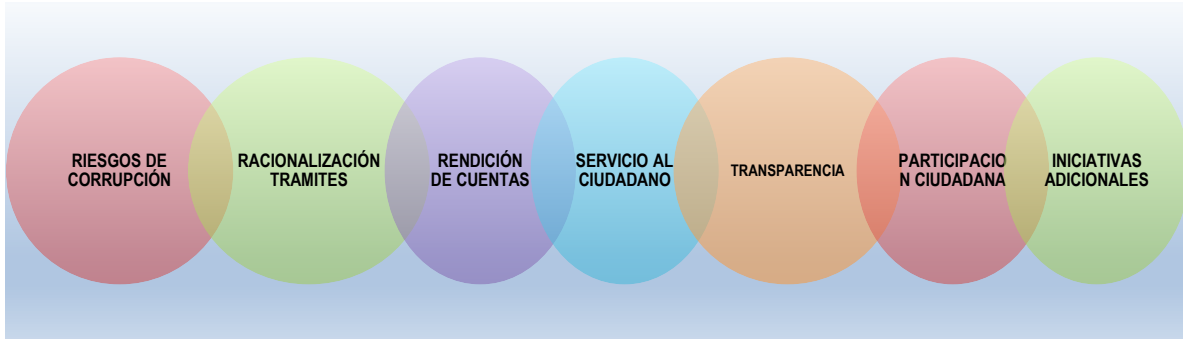 RIESGOS DE
CORRUPCIÓN
RACIONALIZACIÓN
TRAMITES
RENDICIÓN
DE CUENTAS
SERVICIO AL
CIUDADANO
TRANSPARENCIA
PARTICIPACIO
N CIUDADANA
INICIATIVAS
ADICIONALES